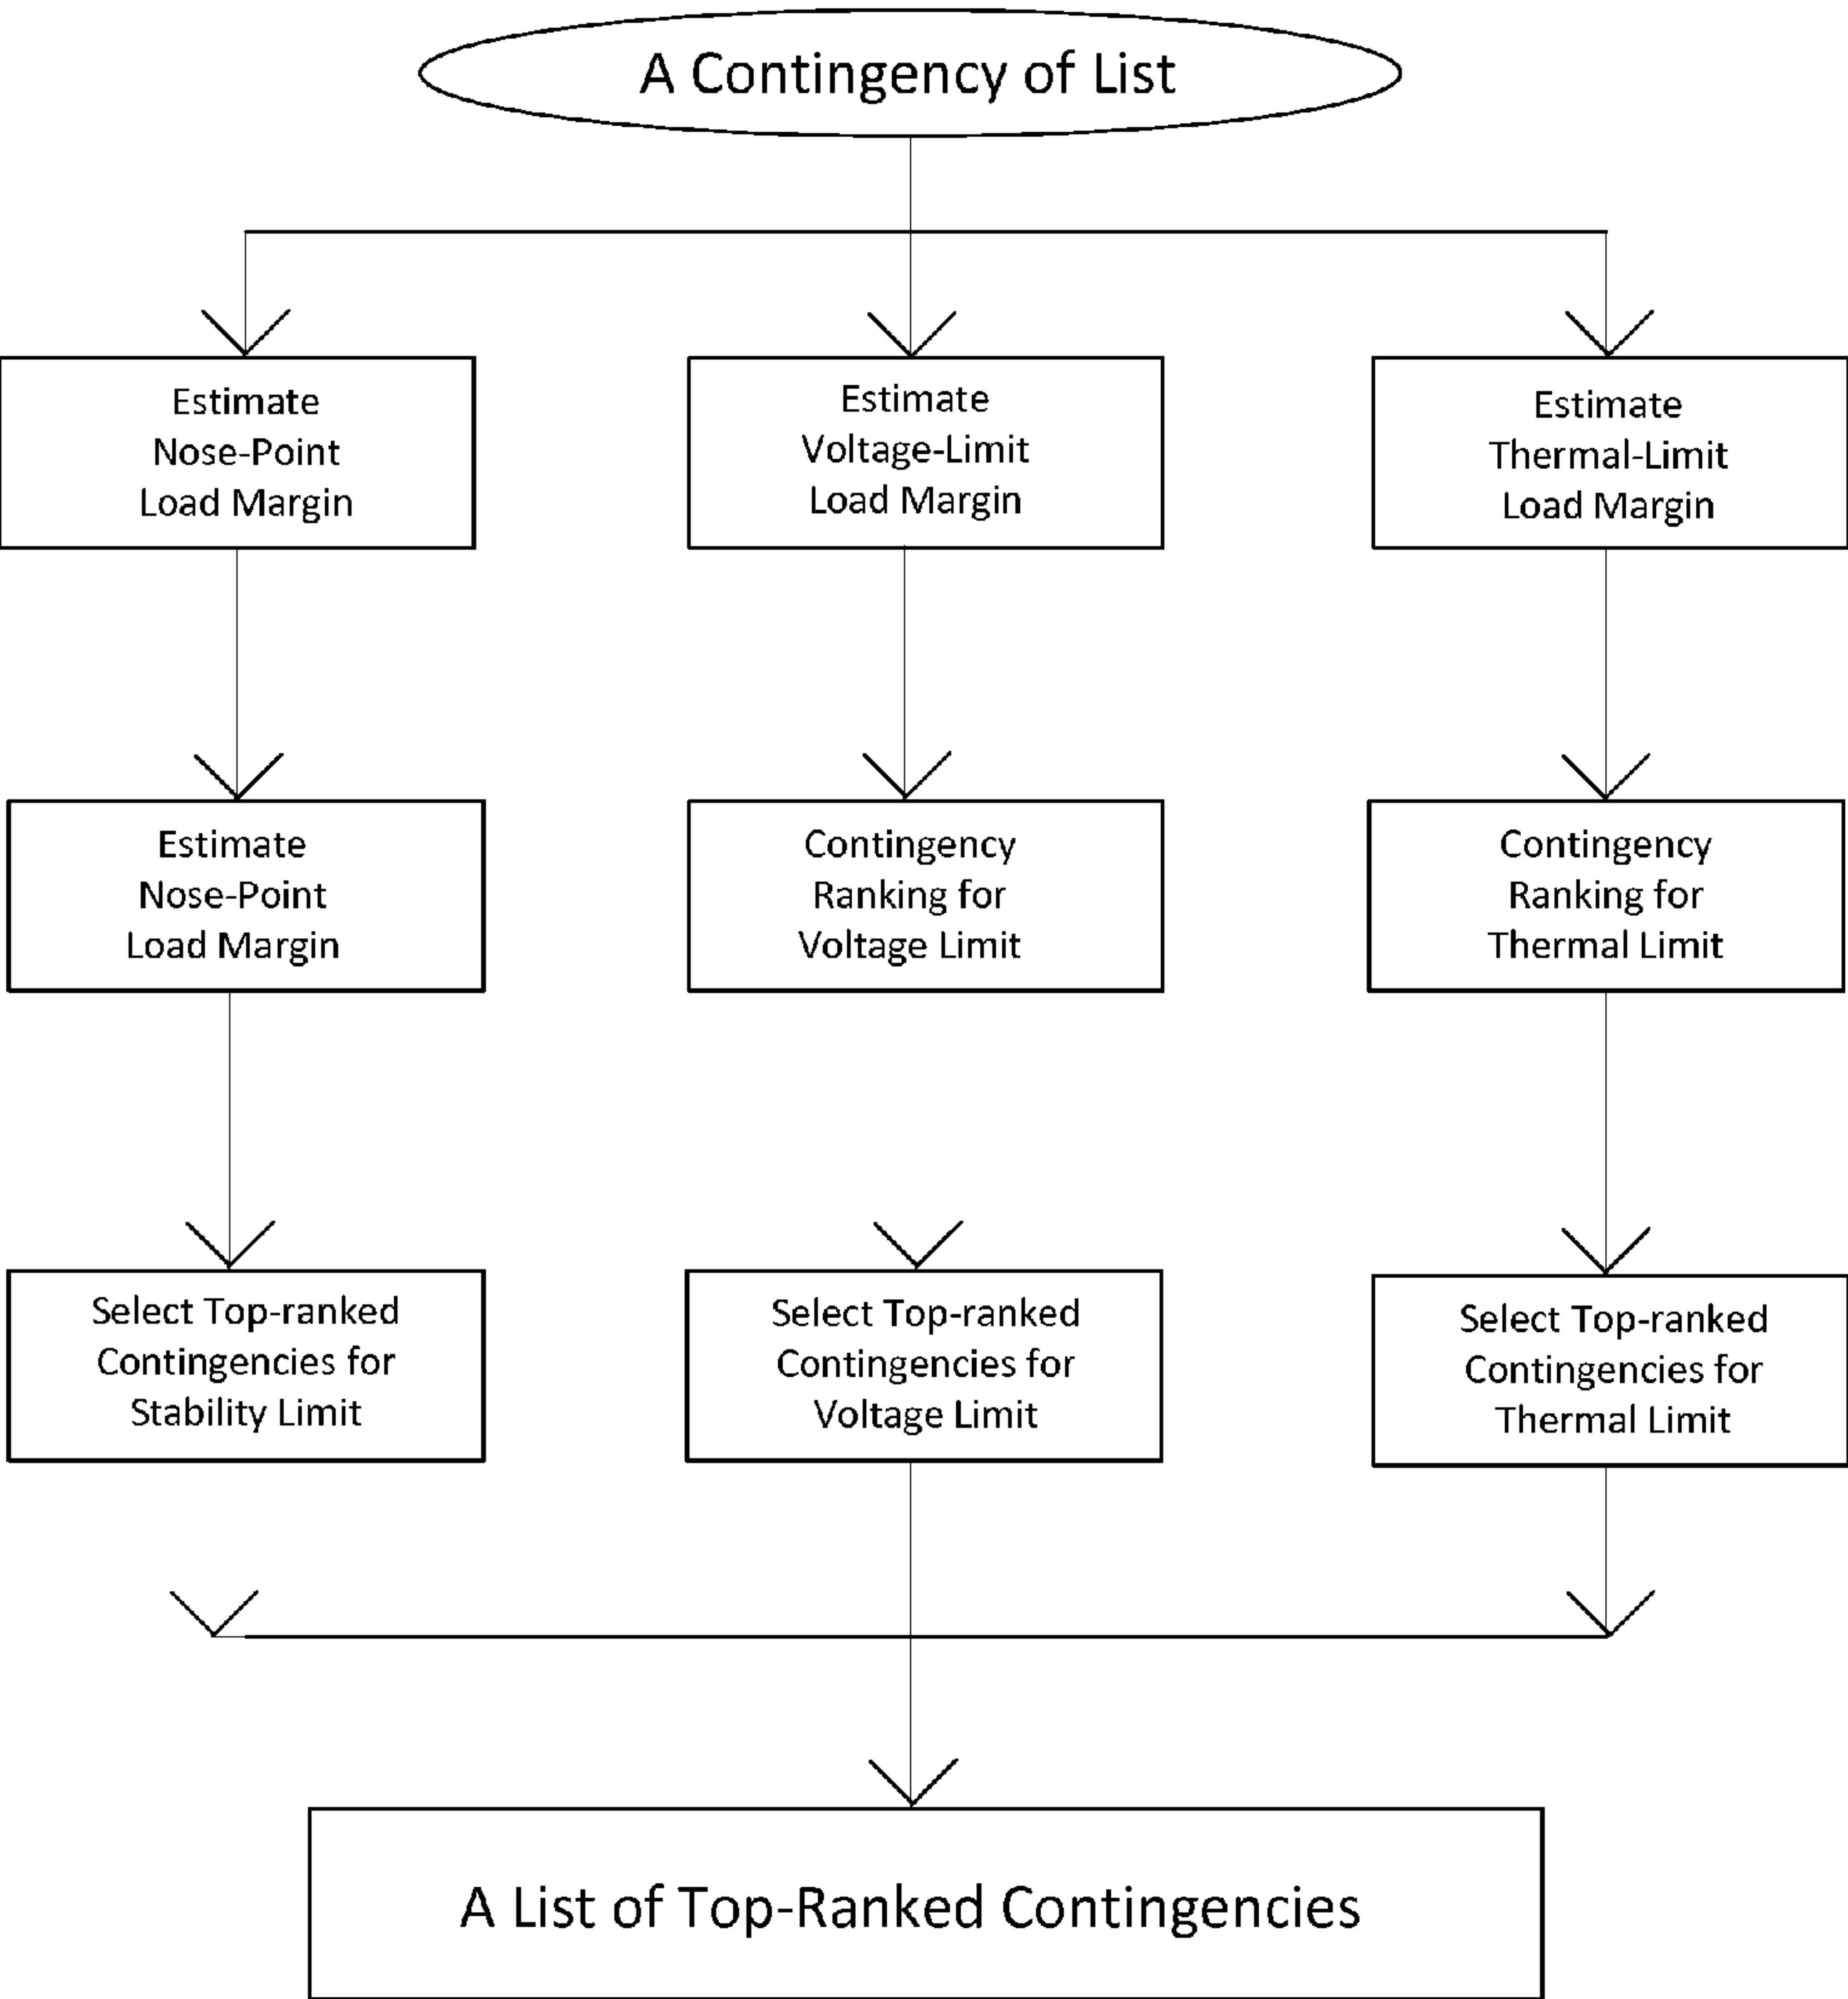 A Contingency of List
Estimate
Nose-Point
Load Margin
Estimate
Voltage-Limit
Load Margin
Estimate
Thermal-Limit
Load Margin
Estimate
Nose-Point
Load Margin
Contingency
Ranking for
Voltage Limit
Contingency
Ranking for
Thermal Limit
Select Top-ranked
Contingencies for
Stability Limit
Select Top-ranked
Contingencies for
Voltage Limit
Select Top-ranked
Contingencies for
Thermal Limit
A List of Top-Ranked Contingencies